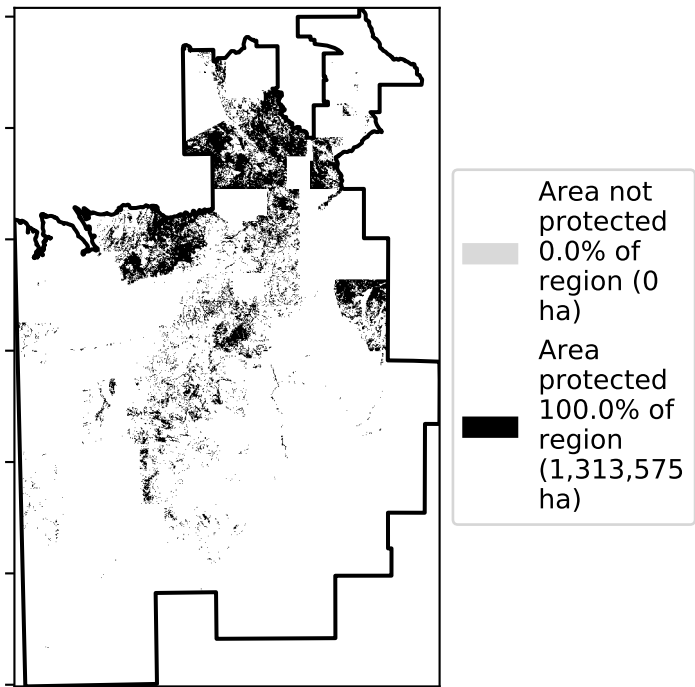 Area not
protected
0.0% of
region (0
ha)
Area
protected
100.0% of
region
(1,313,575
ha)